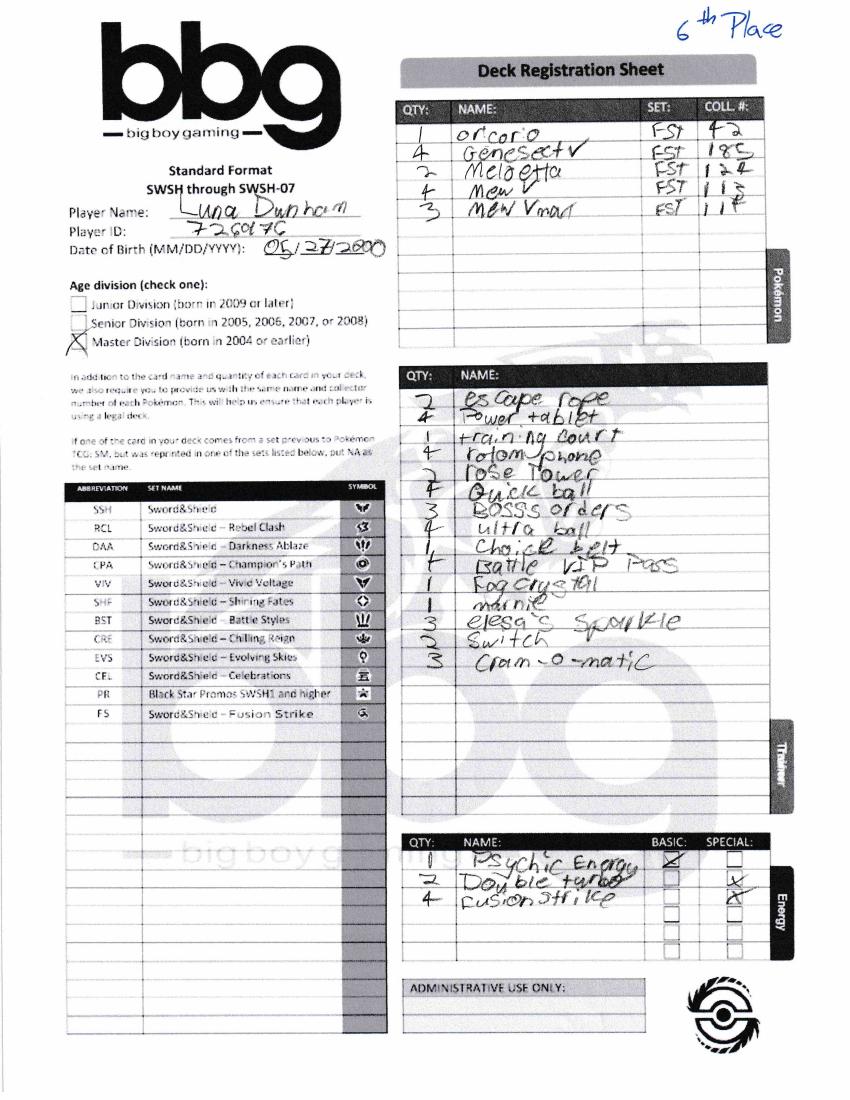 6th Place
bbg
big boy gaming
Standard Format
SWSH through SWSH-07
Player Name: Luna Dunham
Player ID: 7260176
Date of Birth (MM/DD/YYYY): 05/27/2000
Age division (check one):
Junior Division (born in 2009 or later)
Senior Division (born in 2005, 2006, 2007, or 2008)
X Master Division (born in 2004 or earlier)
In addition to the card name and quantity of each card in your deck,
we also require you to provide us with the same name and collector
number of each Pokémon. This will help us ensure that each player is
using a legal deck.
If one of the card in your deck comes from a set previous to Pokémon
TCG: SM, but was reprinted in one of the sets listed below, put NA as
the set name.
ABBREVIATION SET NAME SYMBOL
SSH Sword&Shield
RCL Sword&Shield – Rebel Clash
DAA Sword&Shield – Darkness Ablaze
CPA Sword&Shield – Champion's Path
VIV Sword&Shield – Vivid Voltage
SHF Sword&Shield – Shining Fates
BST Sword&Shield – Battle Styles
CRE Sword&Shield – Chilling Reign
EVS Sword&Shield – Evolving Skies
CEL Sword&Shield – Celebrations
PR Black Star Promos SWSH1 and higher
FS Sword&Shield – Fusion Strike
Deck Registration Sheet
QTY: NAME: SET: COLL. #:
1 oricorio FST 42
4 Genesect V FST 185
2 Meloetta FST 124
4 Mew V FST 113
3 Mew Vmax FST 114
Pokémon
QTY: NAME:
2 escape rope
4 Power tablet
1 training court
4 rotom phone
2 rose Tower
4 Quick ball
3 BOSSS orders
4 ultra ball
1 Choice belt
4 Battle VIP Pass
1 Fog crystal
1 marnie
3 elesa's Sparkle
2 Switch
3 Cram-o-matic
Trainer
QTY: NAME: BASIC: SPECIAL:
1 Psychic Energy X
2 Double turbo X
4 Fusion Strike X
Energy
ADMINISTRATIVE USE ONLY: